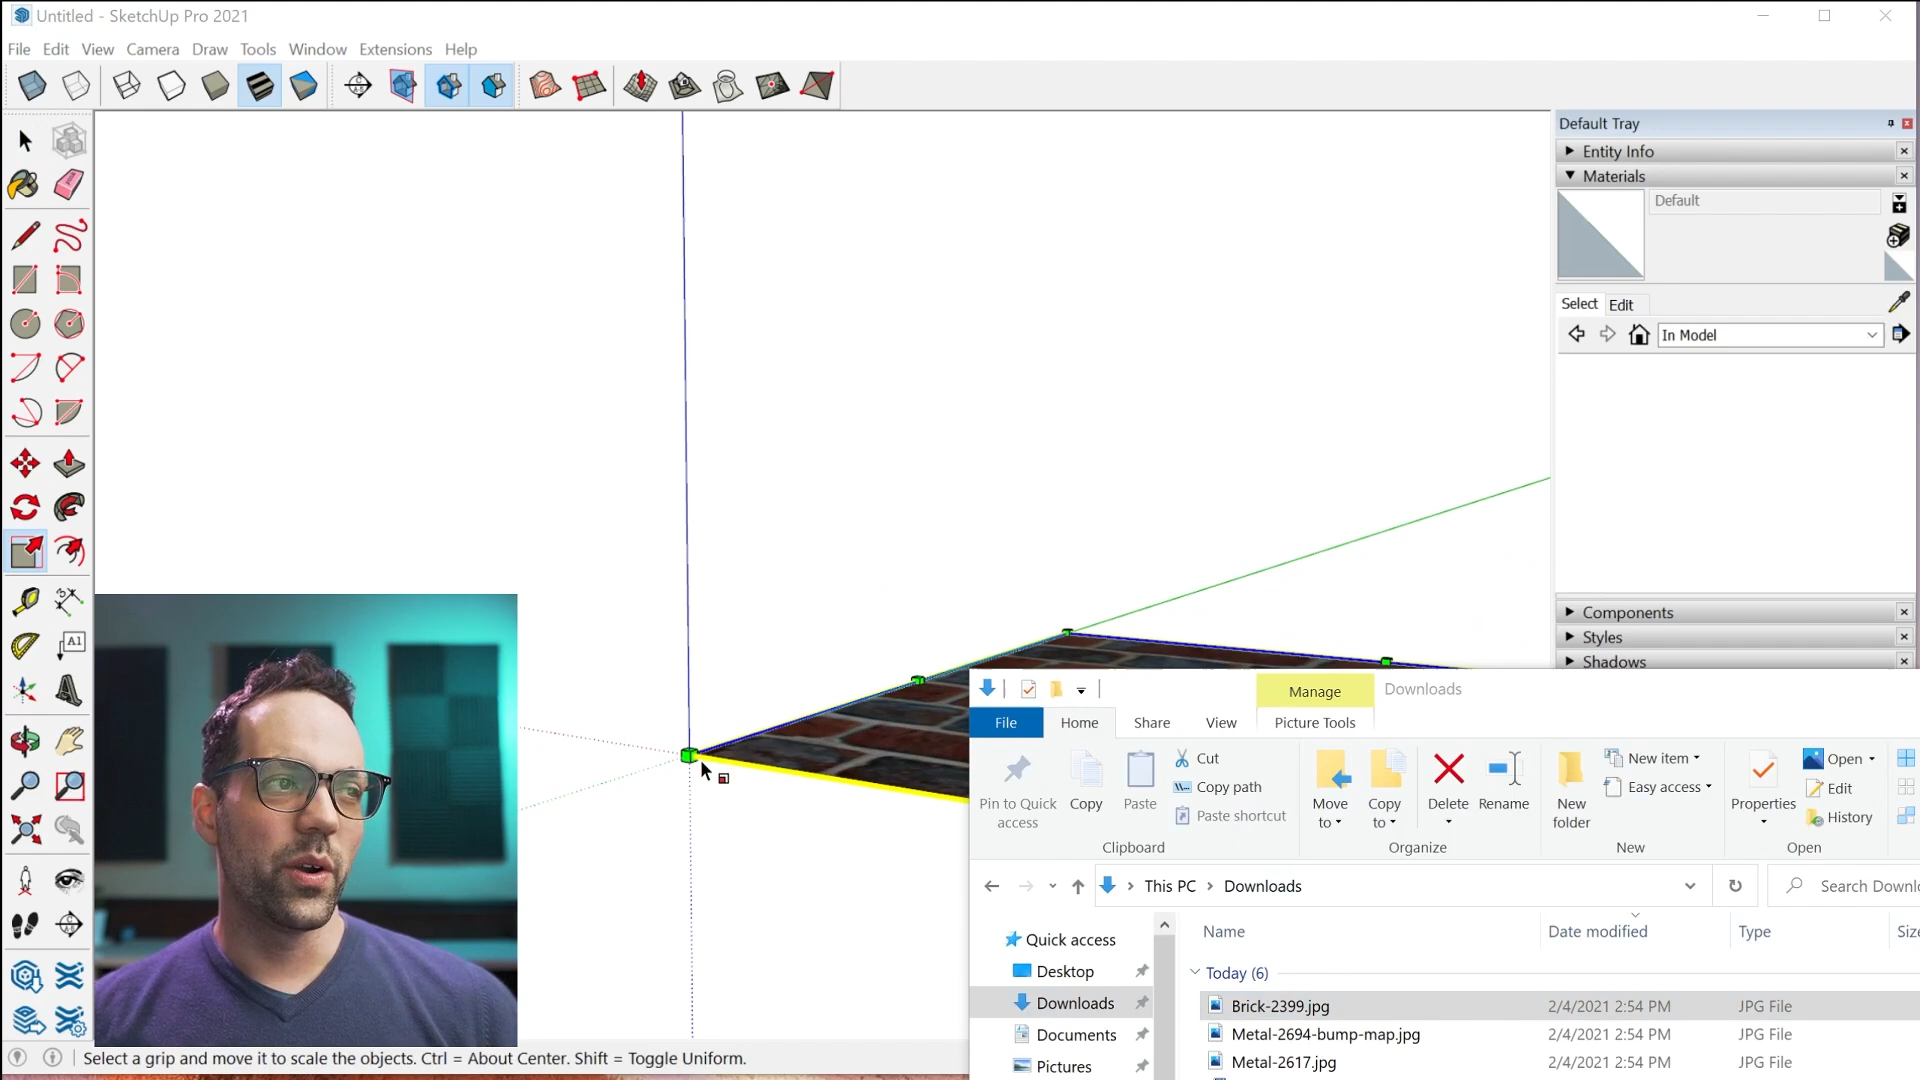 Untitled - SketchUp Pro 2021
File Edit View Camera Draw Tools Window Extensions Help
Default Tray
Entity Info
Materials
Default
Select Edit
In Model
Components
Styles
Shadows
A1
Manage Downloads
File Home Share View Picture Tools
Pin to Quick access
Copy
Paste
Cut
Copy path
Paste shortcut
Clipboard
Move to
Copy to
Delete
Rename
Organize
New folder
New item
Easy access
New
Properties
Open
Edit
History
Open
This PC > Downloads
Search Downlo
Name Date modified Type Size
Quick access
Desktop
Downloads
Documents
Pictures
Today (6)
Brick-2399.jpg 2/4/2021 2:54 PM JPG File
Metal-2694-bump-map.jpg 2/4/2021 2:54 PM JPG File
Metal-2617.jpg 2/4/2021 2:54 PM JPG File
Select a grip and move it to scale the objects. Ctrl = About Center. Shift = Toggle Uniform.